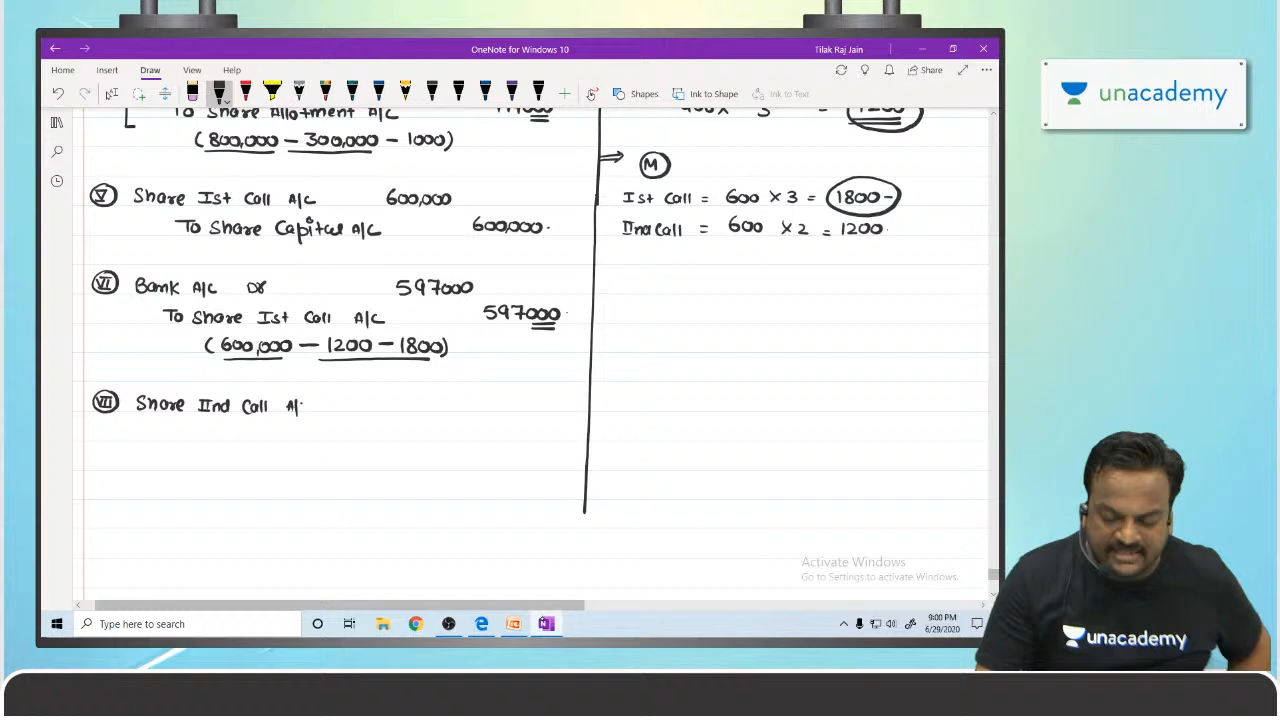 OneNote for Windows 10
Tilak Raj Jain
Home Insert Draw View Help
Share
Shapes
Ink to Shape
Ink to Text
To Share Allotment A/c
(800,000 – 300,000 – 1000)
V Share Ist Call A/c 600,000
To Share Capital A/C 600,000
VI Bank A/c Dr 597000
To Share Ist Call A/c 597000
(600,000 – 1200 – 1800)
VII Share IInd Call A/
3 = 1200
M
Ist Call = 600 × 3 = 1800
IInd Call = 600 × 2 = 1200
Activate Windows
Go to Settings to activate Windows.
Type here to search
9:00 PM
6/29/2020
unacademy
unacademy